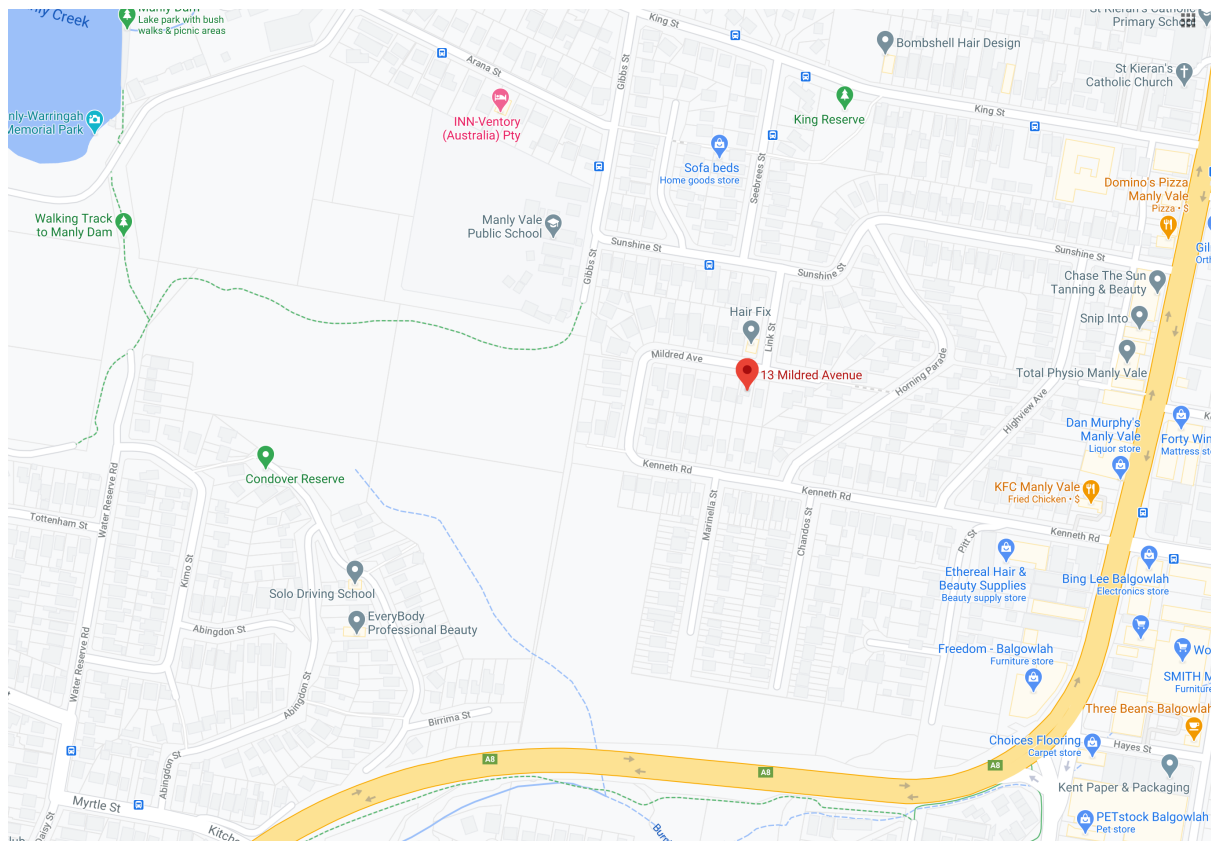 Manly Dam
Lake park with bush
walks & picnic areas
Creek
Memorial Park
Walking Track
to Manly Dam
Arana St
INN-Ventory
(Australia) Pty
Gibbs St
King St
Bombshell Hair Design
St Kieran's Catholic
Primary School
St Kieran's
Catholic Church
King Reserve
King St
Sofa beds
Home goods store
Seebrees St
Domino's Pizza
Manly Vale
Pizza • $
Manly Vale
Public School
Gibbs St
Sunshine St
Sunshine St
Sunshine St
Chase The Sun
Tanning & Beauty
Snip Into
Hair Fix
Link St
Mildred Ave
13 Mildred Avenue
Horning Parade
Total Physio Manly Vale
Highview Ave
Dan Murphy's
Manly Vale
Liquor store
Forty
Mattress
KFC Manly Vale
Fried Chicken • $
Kenneth Rd
Kenneth Rd
Kenneth Rd
Marinella St
Chandos St
Pitt St
Condover Reserve
Water Reserve Rd
Tottenham St
Kimo St
Solo Driving School
EveryBody
Professional Beauty
Abingdon St
Water Reserve Rd
Abingdon St
Birrima St
Abingdon St
Ethereal Hair &
Beauty Supplies
Beauty supply store
Bing Lee Balgowlah
Electronics store
Freedom - Balgowlah
Furniture store
SMITH
Three Beans Balgowlah
Choices Flooring
Carpet store
Hayes St
Kent Paper & Packaging
PETstock Balgowlah
Pet store
A8
A8
A8
Myrtle St